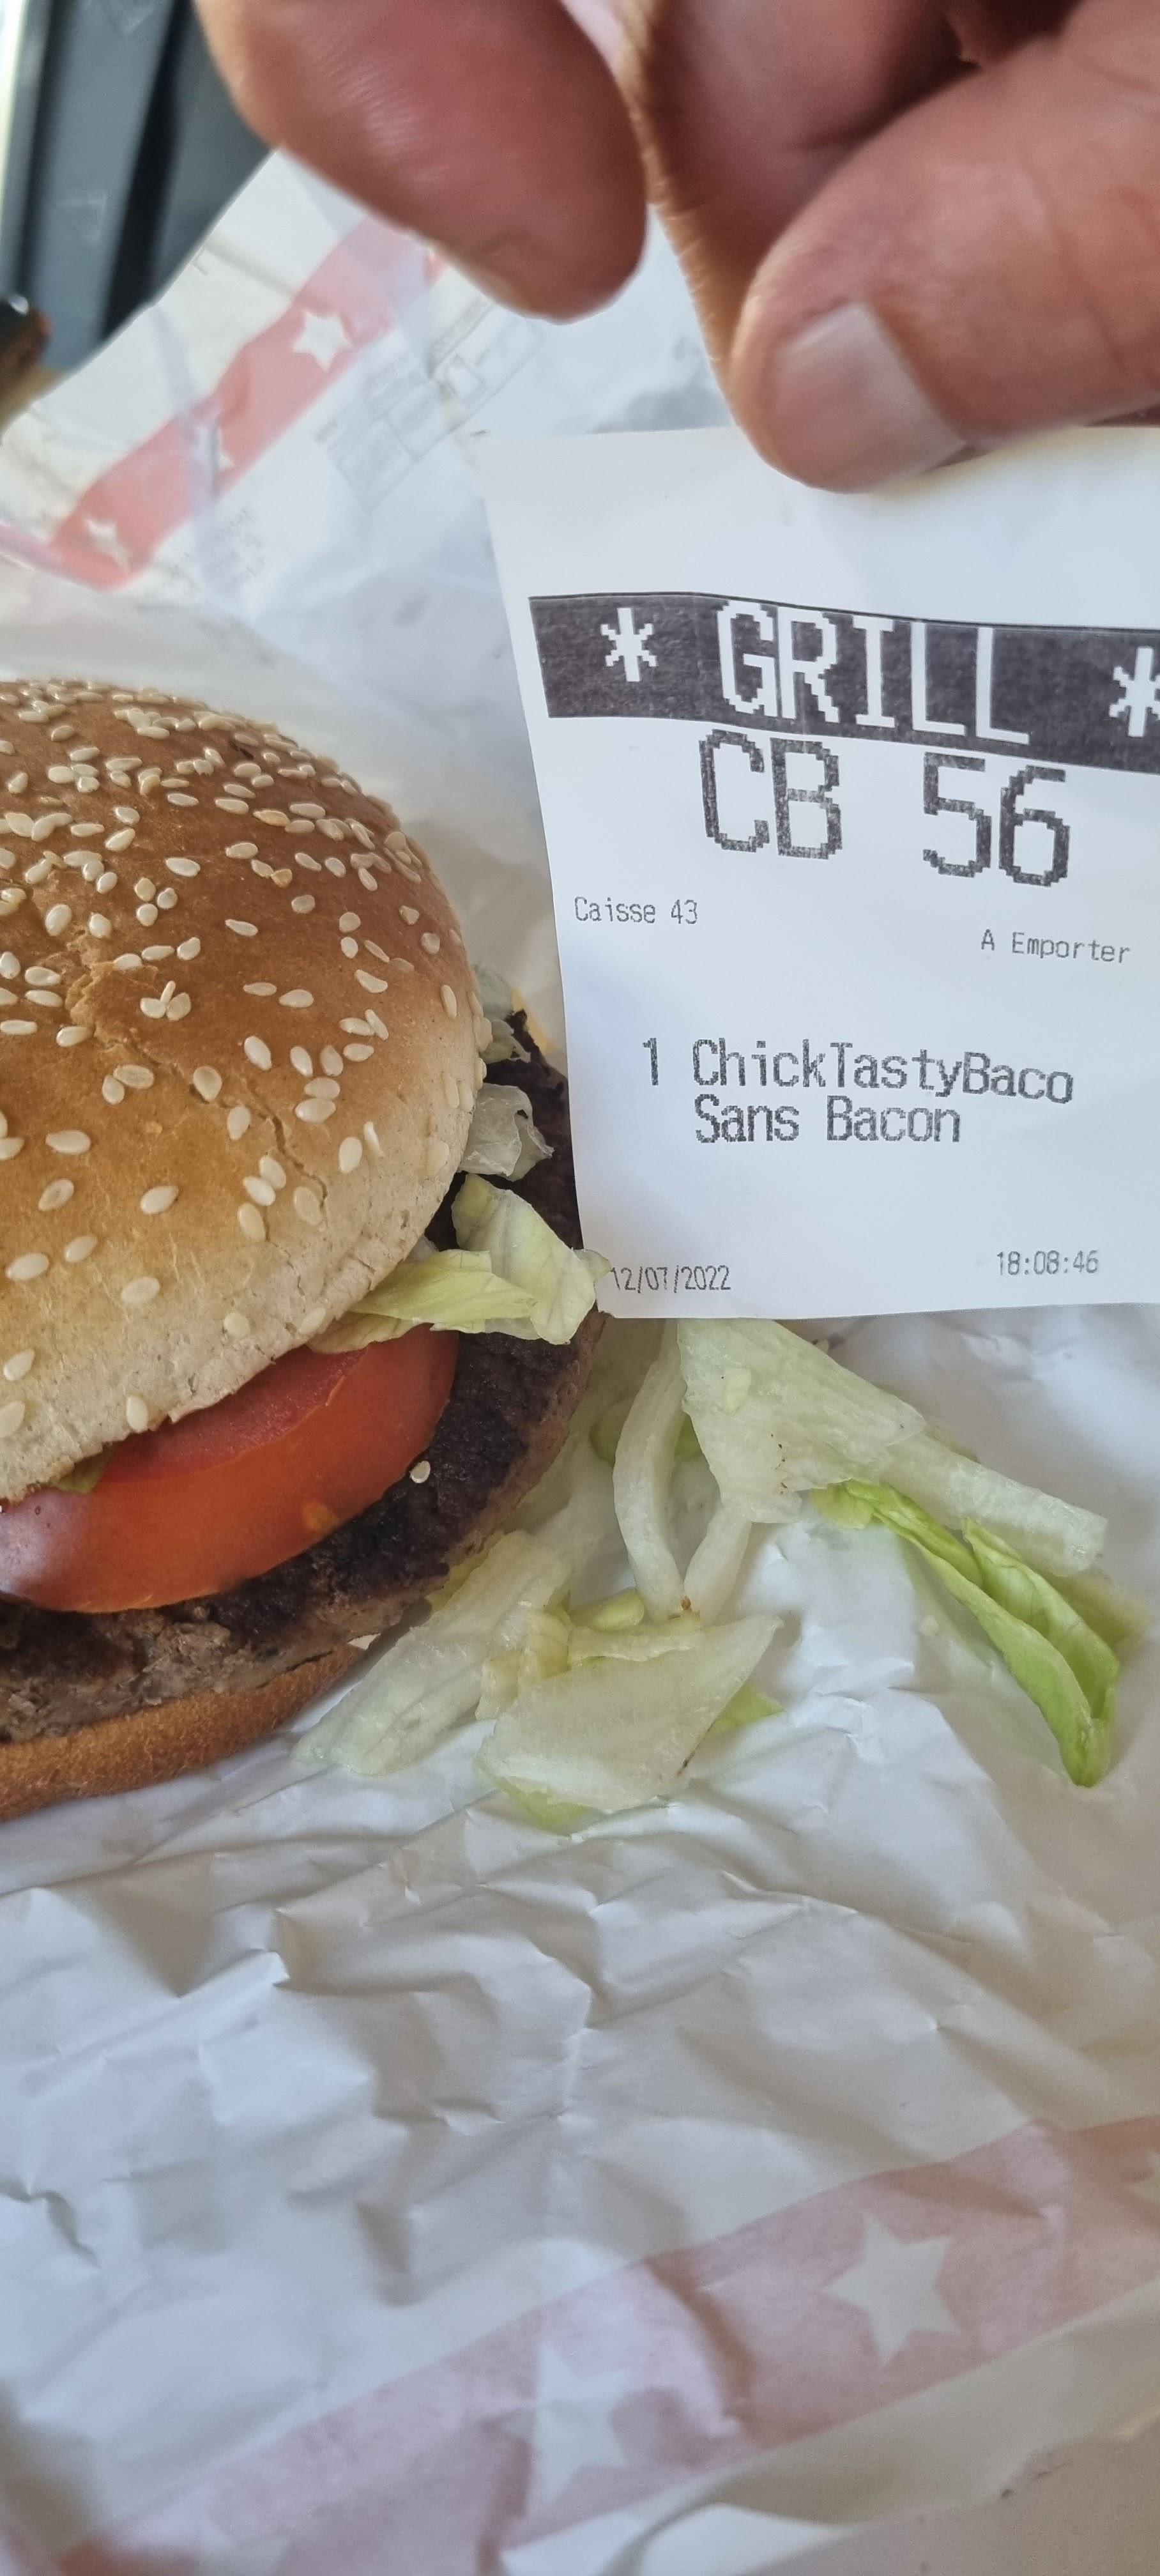 * GRILL *
CB 56
Caisse 43
A Emporter
1 ChickTastyBaco
Sans Bacon
12/07/2022 18:08:46